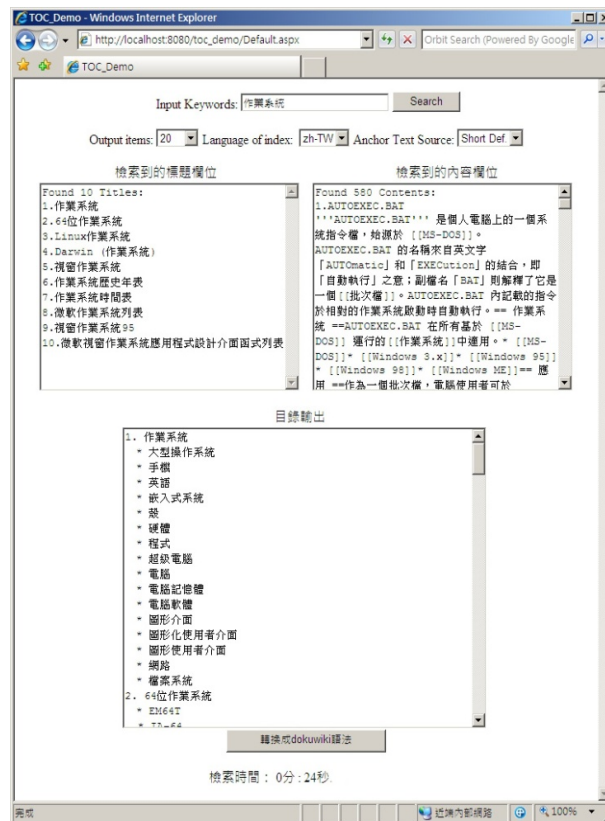 TOC_Demo - Windows Internet Explorer
http://localhost:8080/toc_demo/Default.aspx
Orbit Search (Powered By Google
TOC_Demo
Input Keywords: 作業系統 Search
Output items: 20 Language of index: zh-TW Anchor Text Source: Short Def.
檢索到的標題欄位
Found 10 Titles:
1.作業系統
2.64位作業系統
3.Linux作業系統
4.Darwin (作業系統)
5.視窗作業系統
6.作業系統歷史年表
7.作業系統時間表
8.微軟作業系統列表
9.視窗作業系統95
10.微軟視窗作業系統應用程式設計介面函式列表
檢索到的內容欄位
Found 580 Contents:
1.AUTOEXEC.BAT
'''AUTOEXEC.BAT''' 是個人電腦上的一個系
統指令檔，始源於 [[MS-DOS]]。
AUTOEXEC.BAT 的名稱來自英文字
「AUTOmatic」和「EXECution」的結合，即
「自動執行」之意；副檔名「BAT」則解釋了它是
一個[[批次檔]]。AUTOEXEC.BAT 內記載的指令
於相對的作業系統啟動時自動執行。== 作業系
統 ==AUTOEXEC.BAT 在所有基於 [[MS-
DOS]] 運行的[[作業系統]]中適用。* [[MS-
DOS]]* [[Windows 3.x]]* [[Windows 95]]
* [[Windows 98]]* [[Windows ME]]== 應
用 ==作為一個批次檔，電腦使用者可於
目錄輸出
1. 作業系統
* 大型操作系統
* 手機
* 英語
* 嵌入式系統
* 殼
* 硬體
* 程式
* 超級電腦
* 電腦
* 電腦記憶體
* 電腦軟體
* 圖形介面
* 圖形化使用者介面
* 圖形使用者介面
* 網路
* 檔案系統
2. 64位作業系統
* EM64T
* IA-64
轉換成dokuwiki語法
檢索時間： 0分 : 24秒.
完成
近端內部網路
100%